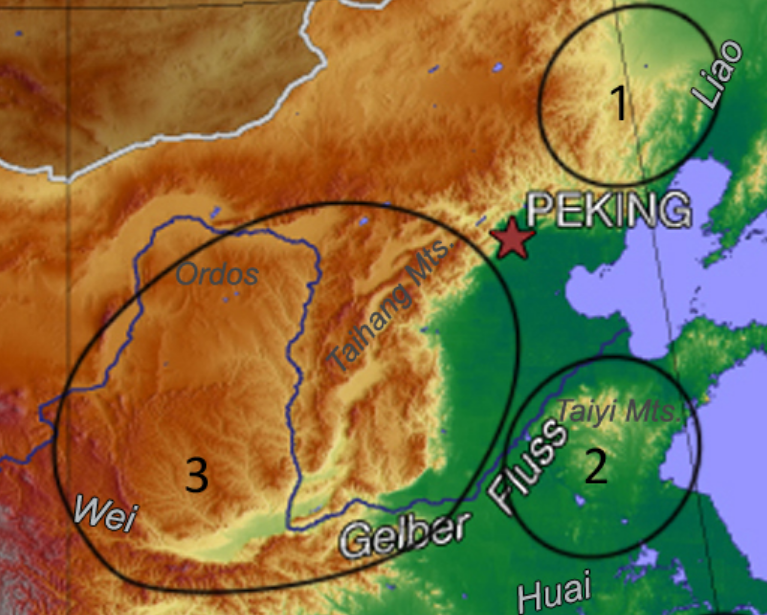 1
Liao
PEKING
Ordos
Taihang Mts.
Taiyi Mts.
2
3
Wei
Gelber
Fluss
Huai